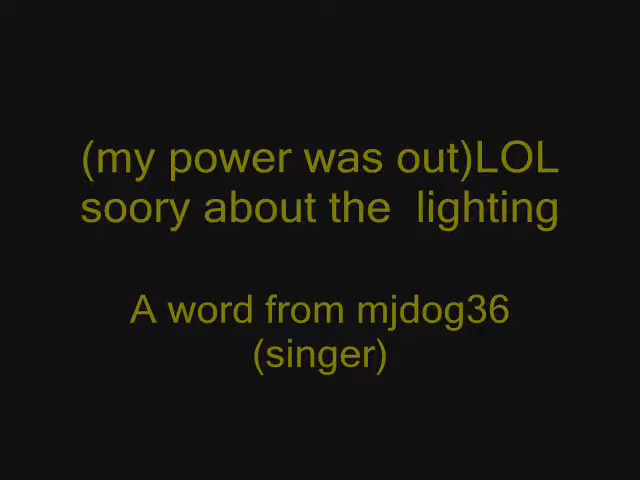 (my power was out)LOL
soory about the  lighting
A word from mjdog36
(singer)